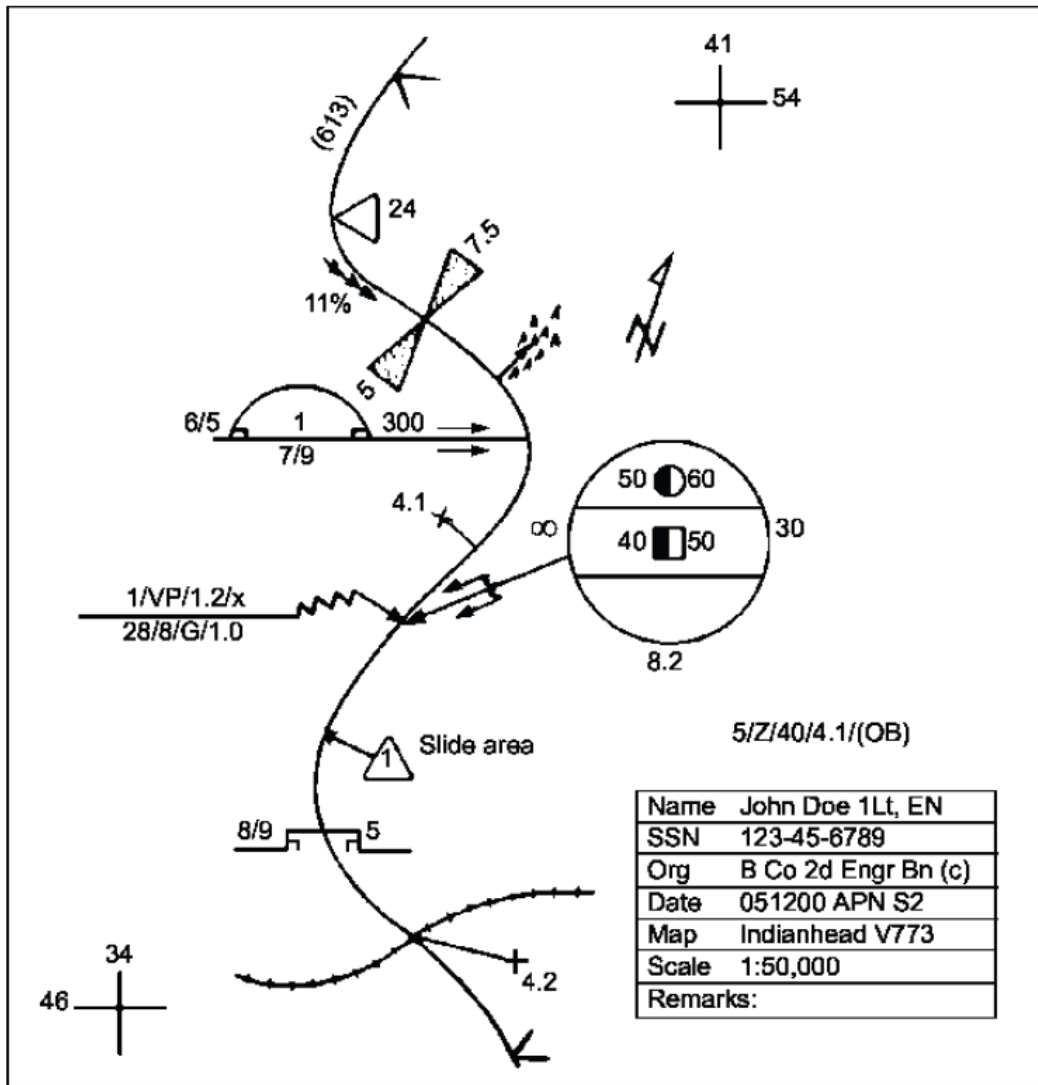 41
54
(613)
24
7.5
11%
5
6/5 1 300
7/9
50 60
4.1
∞ 40 50 30
1/VP/1.2/x
28/8/G/1.0
8.2
N
5/Z/40/4.1/(OB)
1 Slide area
8/9 5
Name John Doe 1Lt, EN
SSN 123-45-6789
Org B Co 2d Engr Bn (c)
Date 051200 APN S2
Map Indianhead V773
Scale 1:50,000
Remarks:
34
46
4.2